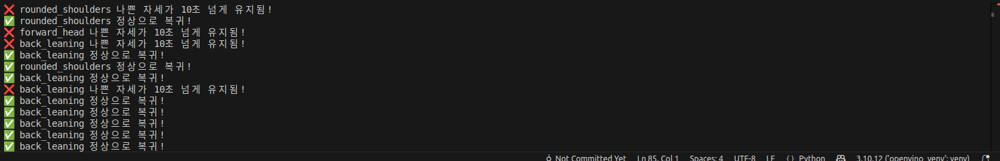 ❌ rounded_shoulders 나쁜 자세가 10초 넘게 유지됨!
✅ rounded_shoulders 정상으로 복귀!
❌ forward_head 나쁜 자세가 10초 넘게 유지됨!
❌ back_leaning 나쁜 자세가 10초 넘게 유지됨!
✅ back_leaning 정상으로 복귀!
✅ rounded_shoulders 정상으로 복귀!
✅ back_leaning 정상으로 복귀!
❌ back_leaning 나쁜 자세가 10초 넘게 유지됨!
✅ back_leaning 정상으로 복귀!
✅ back_leaning 정상으로 복귀!
✅ back_leaning 정상으로 복귀!
✅ back_leaning 정상으로 복귀!
✅ back_leaning 정상으로 복귀!
Not Committed Yet Ln 85, Col 1 Spaces: 4 UTF-8 LF {} Python 3.10.12 ('openvino_venv': venv)